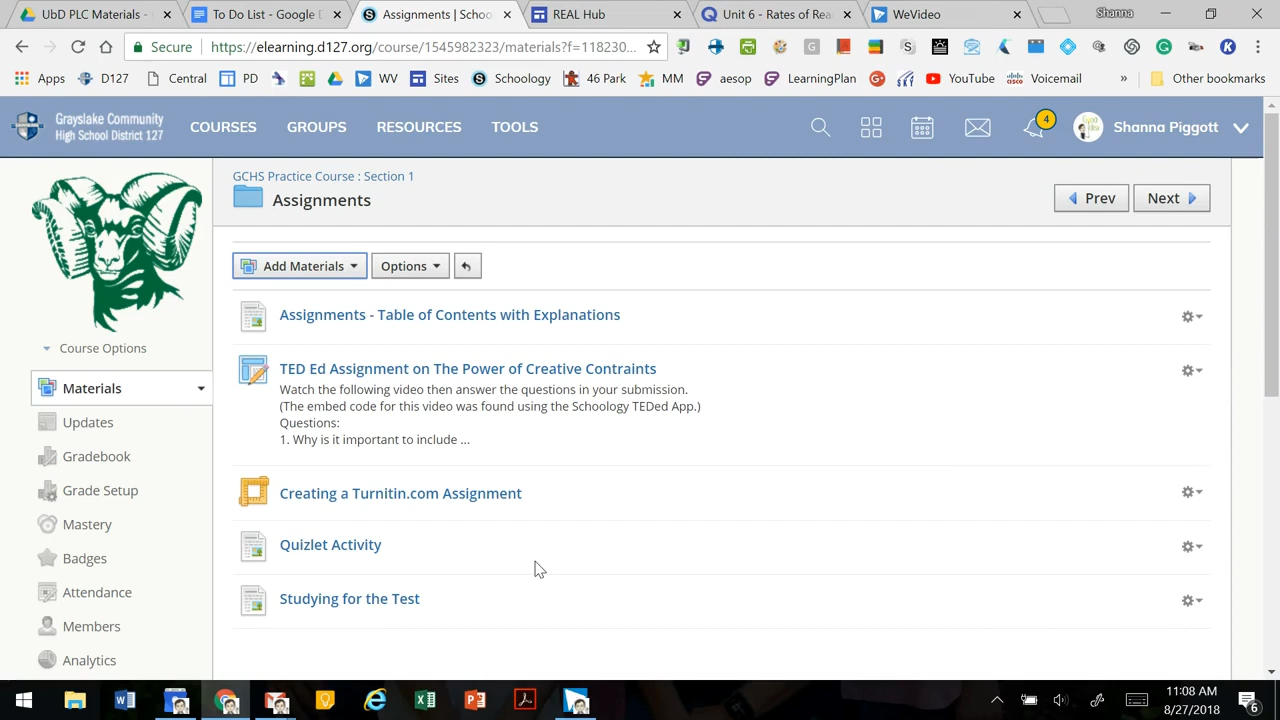 UbD PLC Materials -
To Do List - Google D
Assignments | Schoo
REAL Hub
Unit 6 - Rates of Rea
WeVideo
Shanna
Secure
https://elearning.d127.org/course/1545982323/materials?f=118230...
Apps
D127
Central
PD
WV
Sites
Schoology
46 Park
MM
aesop
LearningPlan
YouTube
Voicemail
»
Other bookmarks
Grayslake Community
High School District 127
COURSES
GROUPS
RESOURCES
TOOLS
4
Shanna Piggott
GCHS Practice Course : Section 1
Assignments
Prev
Next
Add Materials
Options
Assignments - Table of Contents with Explanations
TED Ed Assignment on The Power of Creative Contraints
Watch the following video then answer the questions in your submission.
(The embed code for this video was found using the Schoology TEDed App.)
Questions:
1. Why is it important to include ...
Creating a Turnitin.com Assignment
Quizlet Activity
Studying for the Test
Course Options
Materials
Updates
Gradebook
Grade Setup
Mastery
Badges
Attendance
Members
Analytics
11:08 AM
8/27/2018
6